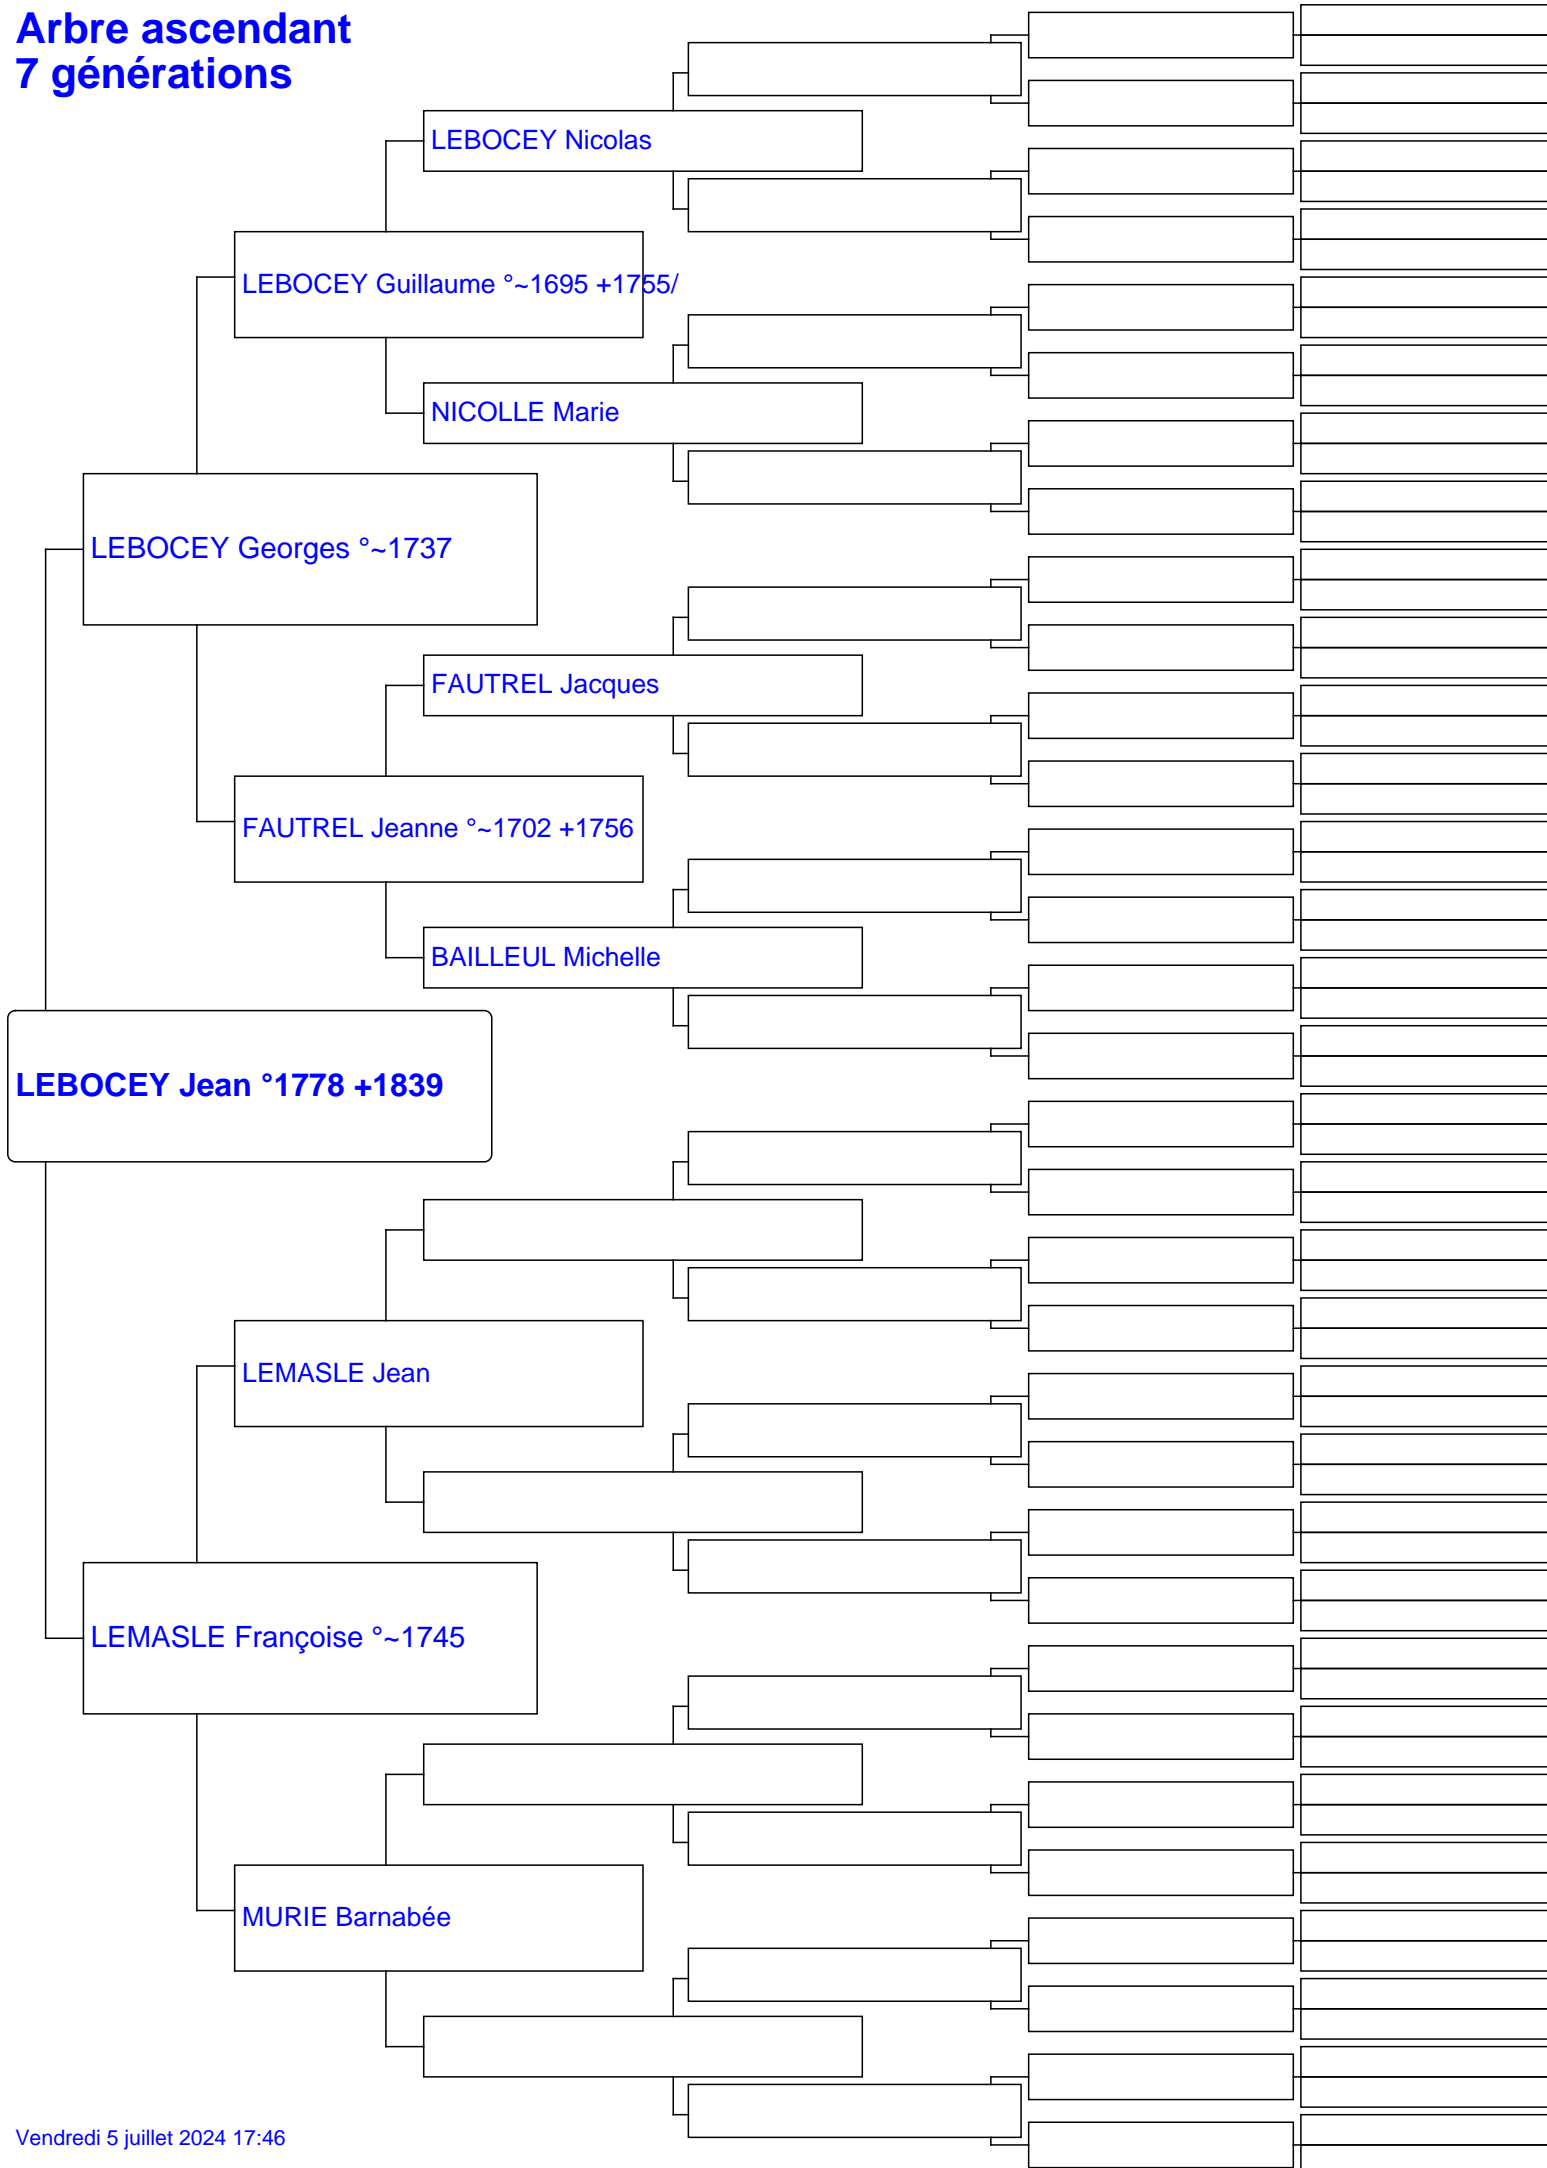 Arbre ascendant
7 générations
LEBOCEY Nicolas
LEBOCEY Guillaume °~1695 +1755/
NICOLLE Marie
LEBOCEY Georges °~1737
FAUTREL Jacques
FAUTREL Jeanne °~1702 +1756
BAILLEUL Michelle
LEBOCEY Jean °1778 +1839
LEMASLE Jean
LEMASLE Françoise °~1745
MURIE Barnabée
Vendredi 5 juillet 2024 17:46